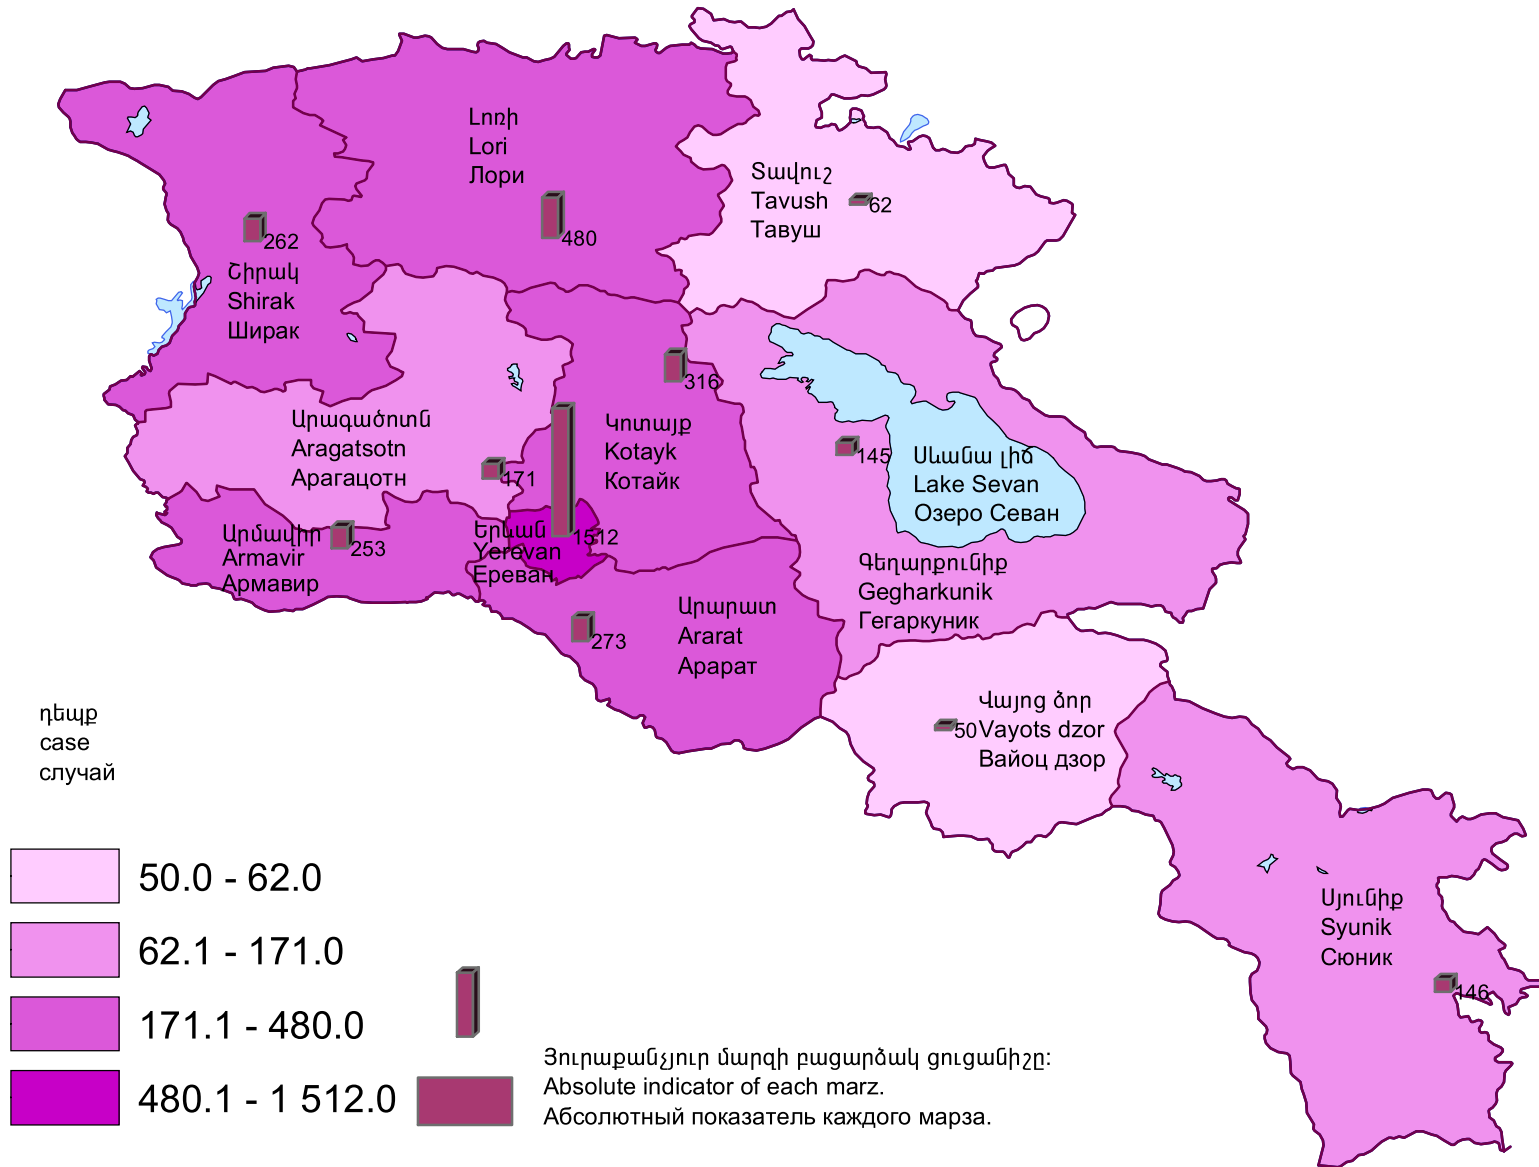 Լոռի
Lori
Лори
480
Տավուշ
Tavush
Тавуш
62
262
Շիրակ
Shirak
Ширак
316
Արագածոտն
Aragatsotn
Арагацотн
171
Կոտայք
Kotayk
Котайк
145
Սևանա լիճ
Lake Sevan
Озеро Севан
Արմավիր
Armavir
Армавир
253
Երևան
Yerevan
Ереван
1512
Գեղարքունիք
Gegharkunik
Гегаркуник
Արարատ
Ararat
Арарат
273
Վայոց ձոր
Vayots dzor
Вайоц дзор
50
Սյունիք
Syunik
Сюник
146
դեպք
case
случай
50.0 - 62.0
62.1 - 171.0
171.1 - 480.0
480.1 - 1 512.0
Յուրաքանչյուր մարզի բացարձակ ցուցանիշը:
Absolute indicator of each marz.
Абсолютный показатель каждого марза.